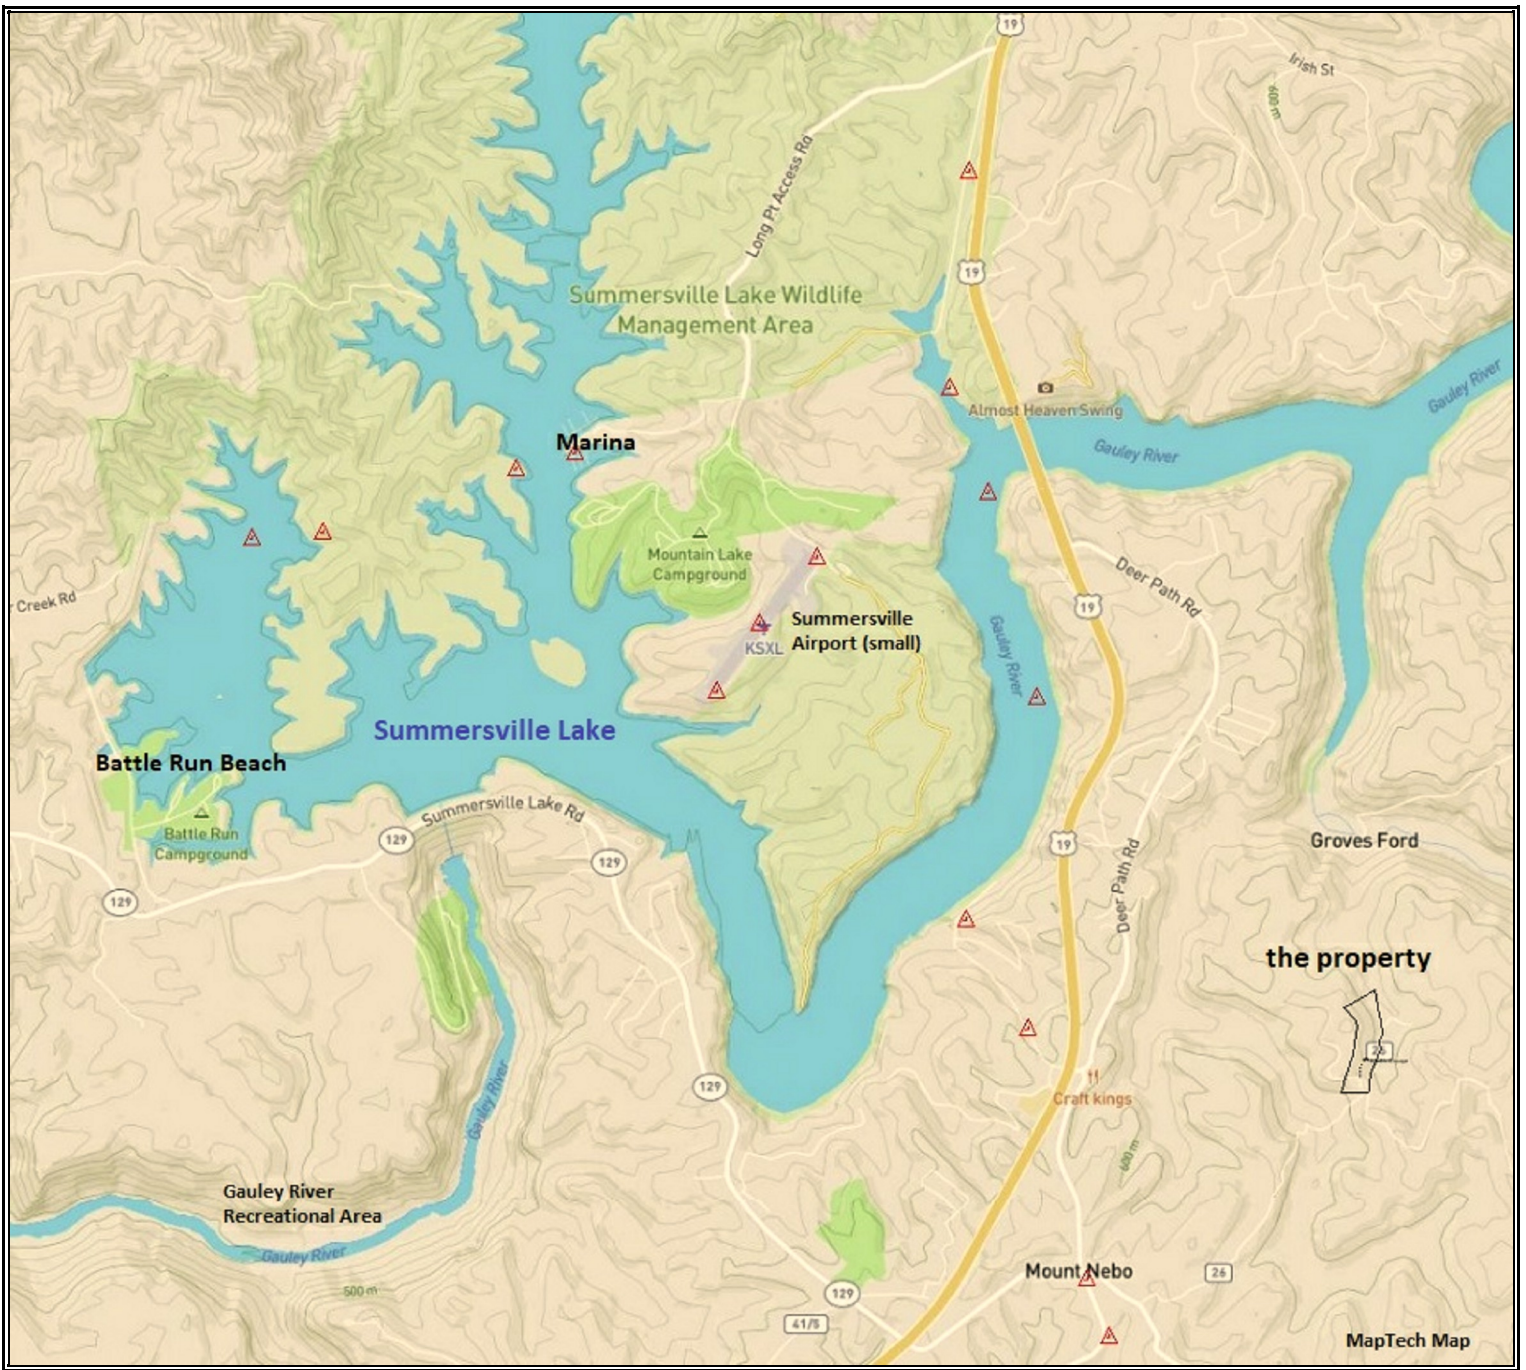 19
Irish St
600 m
Long Pt Access Rd
19
Summersville Lake Wildlife
Management Area
Almost Heaven Swing
Gauley River
Gauley River
Marina
Mountain Lake
Campground
Deer Path Rd
Creek Rd
19
Summersville
Airport (small)
KSXL
Gauley River
Summersville Lake
Battle Run Beach
Summersville Lake Rd
Battle Run
Campground
129
129
19
Groves Ford
129
Deer Path Rd
the property
26
129
Craft kings
Gauley River
600 m
Gauley River
Recreational Area
Gauley River
500 m
Mount Nebo
26
129
41/5
MapTech Map